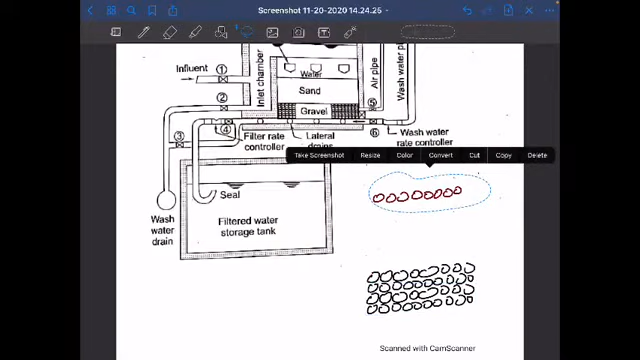 Screenshot 11-20-2020 14.24.25
Influent
1
2
3
4
5
6
Inlet chamber
Water
Sand
Gravel
Air pipe
Wash water
Filter rate
controller
Lateral
drains
Wash water
rate controller
Take Screenshot Resize Color Convert Cut Copy Delete
Seal
Wash
water
drain
Filtered water
storage tank
Scanned with CamScanner